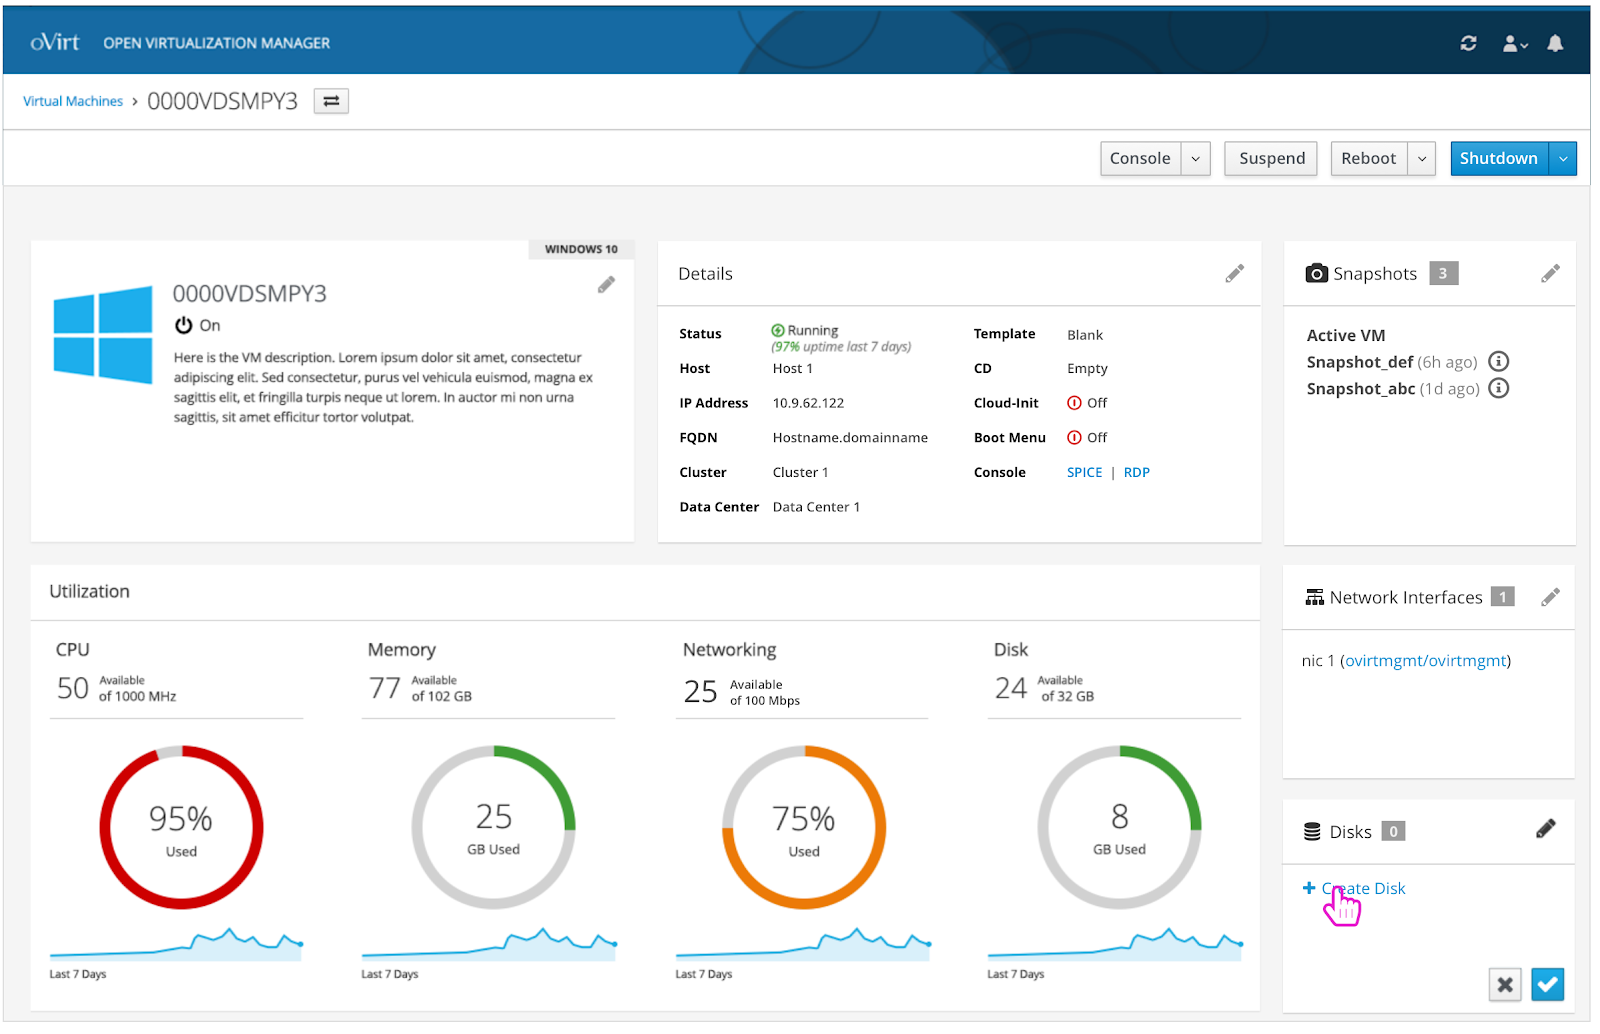 oVirt OPEN VIRTUALIZATION MANAGER
Virtual Machines › 0000VDSMPY3
Console Suspend Reboot Shutdown
WINDOWS 10
0000VDSMPY3
On
Here is the VM description. Lorem ipsum dolor sit amet, consectetur
adipiscing elit. Sed consectetur, purus vel vehicula euismod, magna ex
sagittis elit, et fringilla turpis neque ut lorem. In auctor mi non urna
sagittis, sit amet efficitur tortor volutpat.
Details
Status Running
(97% uptime last 7 days)
Host Host 1
IP Address 10.9.62.122
FQDN Hostname.domainname
Cluster Cluster 1
Data Center Data Center 1
Template Blank
CD Empty
Cloud-Init Off
Boot Menu Off
Console SPICE | RDP
Snapshots 3
Active VM
Snapshot_def (6h ago)
Snapshot_abc (1d ago)
Utilization
CPU
50 Available
of 1000 MHz
95%
Used
Last 7 Days
Memory
77 Available
of 102 GB
25
GB Used
Last 7 Days
Networking
25 Available
of 100 Mbps
75%
Used
Last 7 Days
Disk
24 Available
of 32 GB
8
GB Used
Last 7 Days
Network Interfaces 1
nic 1 (ovirtmgmt/ovirtmgmt)
Disks 0
+ Create Disk